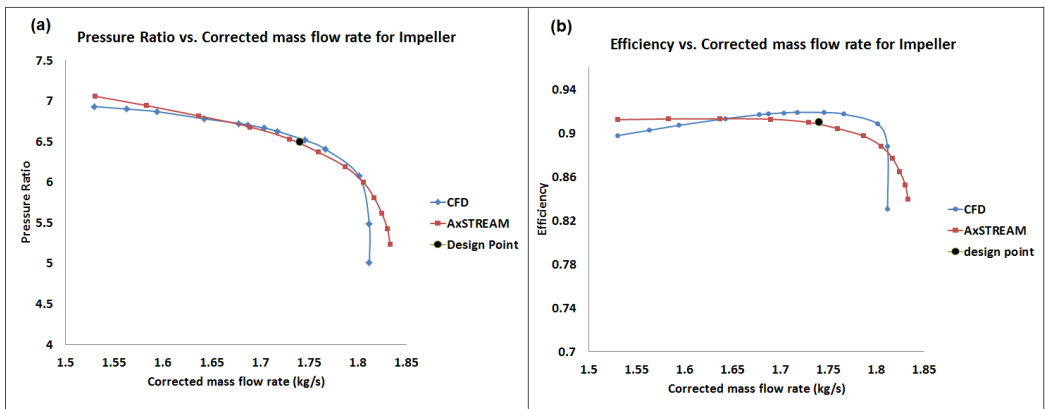 (a)
Pressure Ratio vs. Corrected mass flow rate for Impeller
7.5
7
6.5
6
5.5
5
4.5
4
Pressure Ratio
1.5 1.55 1.6 1.65 1.7 1.75 1.8 1.85
Corrected mass flow rate (kg/s)
CFD
AxSTREAM
Design Point
(b)
Efficiency vs. Corrected mass flow rate for Impeller
0.94
0.9
0.86
0.82
0.78
0.74
0.7
Efficiency
1.5 1.55 1.6 1.65 1.7 1.75 1.8 1.85
Corrected mass flow rate (kg/s)
CFD
AxSTREAM
design point